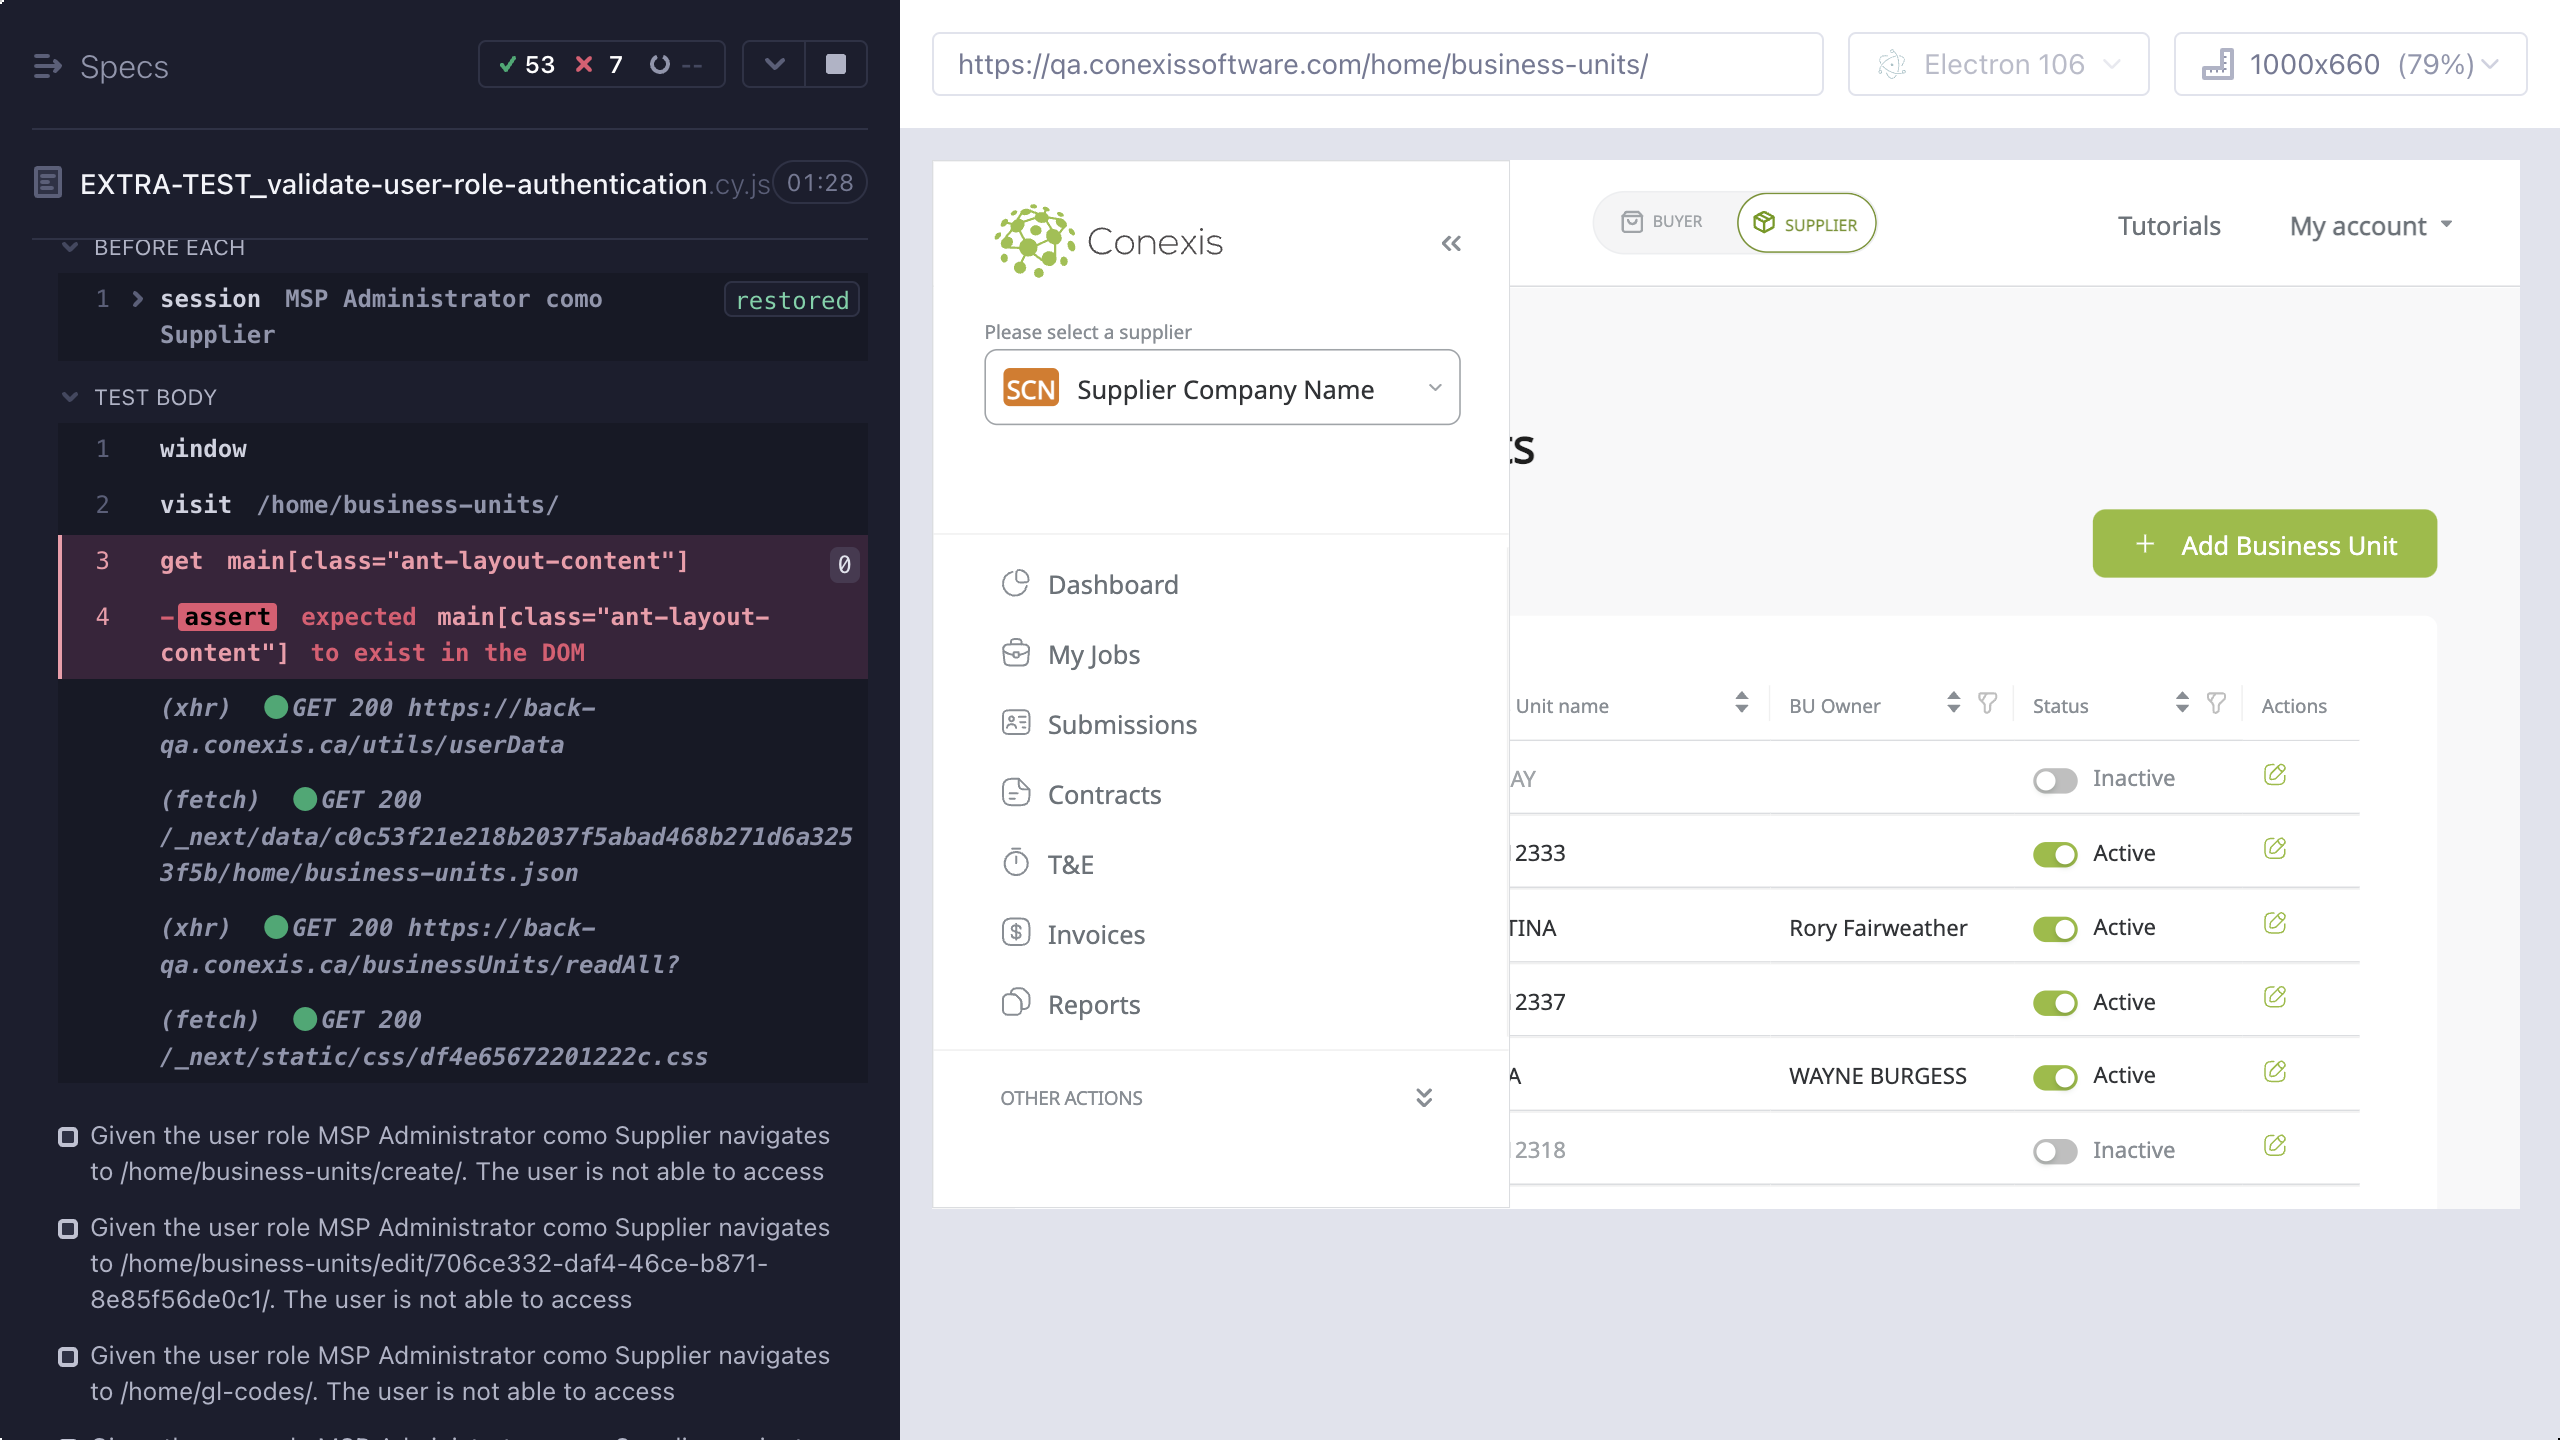 Specs
53
7
--
https://qa.conexissoftware.com/home/business-units/
Electron 106
1000x660 (79%)
EXTRA-TEST_validate-user-role-authentication.cy.js
01:28
BEFORE EACH
1 session MSP Administrator como
Supplier
restored
TEST BODY
1 window
2 visit /home/business-units/
3 get main[class="ant-layout-content"]
0
4 -assert expected main[class="ant-layout-
content"] to exist in the DOM
(xhr) GET 200 https://back-
qa.conexis.ca/utils/userData
(fetch) GET 200
/_next/data/c0c53f21e218b2037f5abad468b271d6a325
3f5b/home/business-units.json
(xhr) GET 200 https://back-
qa.conexis.ca/businessUnits/readAll?
(fetch) GET 200
/_next/static/css/df4e65672201222c.css
Given the user role MSP Administrator como Supplier navigates
to /home/business-units/create/. The user is not able to access
Given the user role MSP Administrator como Supplier navigates
to /home/business-units/edit/706ce332-daf4-46ce-b871-
8e85f56de0c1/. The user is not able to access
Given the user role MSP Administrator como Supplier navigates
to /home/gl-codes/. The user is not able to access
Conexis
Please select a supplier
SCN Supplier Company Name
Dashboard
My Jobs
Submissions
Contracts
T&E
Invoices
Reports
OTHER ACTIONS
BUYER
SUPPLIER
Tutorials
My account
ts
+ Add Business Unit
Unit name
BU Owner
Status
Actions
AY Inactive
12333 Active
TINA Rory Fairweather Active
12337 Active
A WAYNE BURGESS Active
12318 Inactive